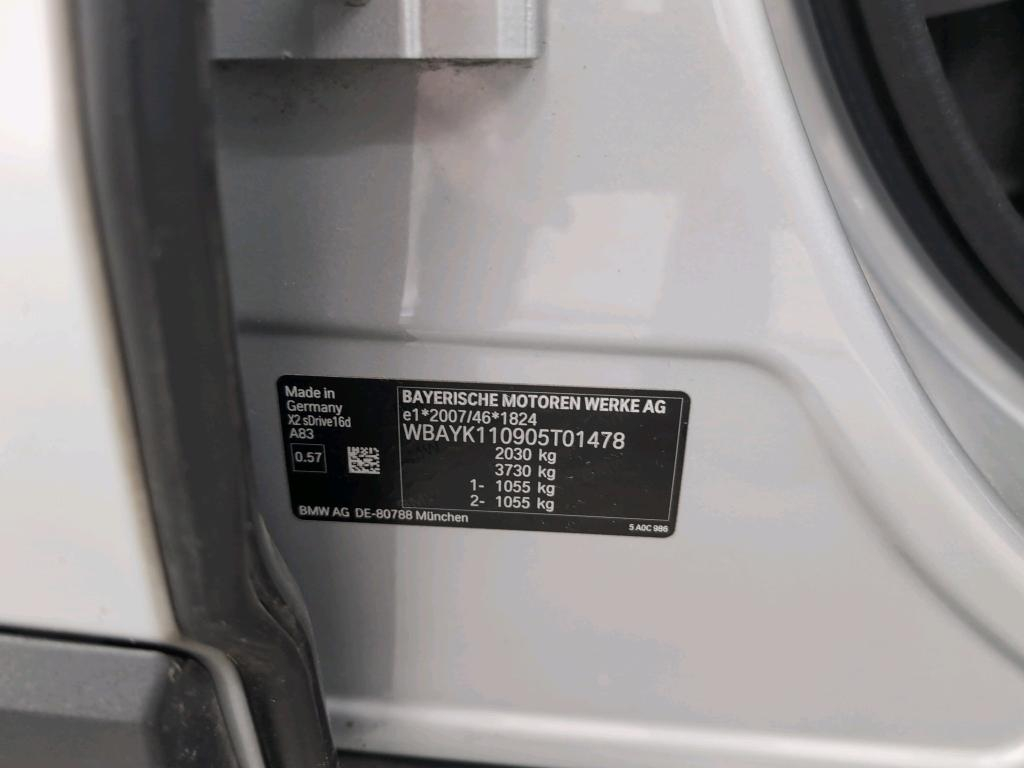 Made in
Germany
X2 sDrive16d
A83
0.57
BAYERISCHE MOTOREN WERKE AG
e1*2007/46*1824
WBAYK110905T01478
2030 kg
3730 kg
1- 1055 kg
2- 1055 kg
BMW AG DE-80788 München
5 A0C 986